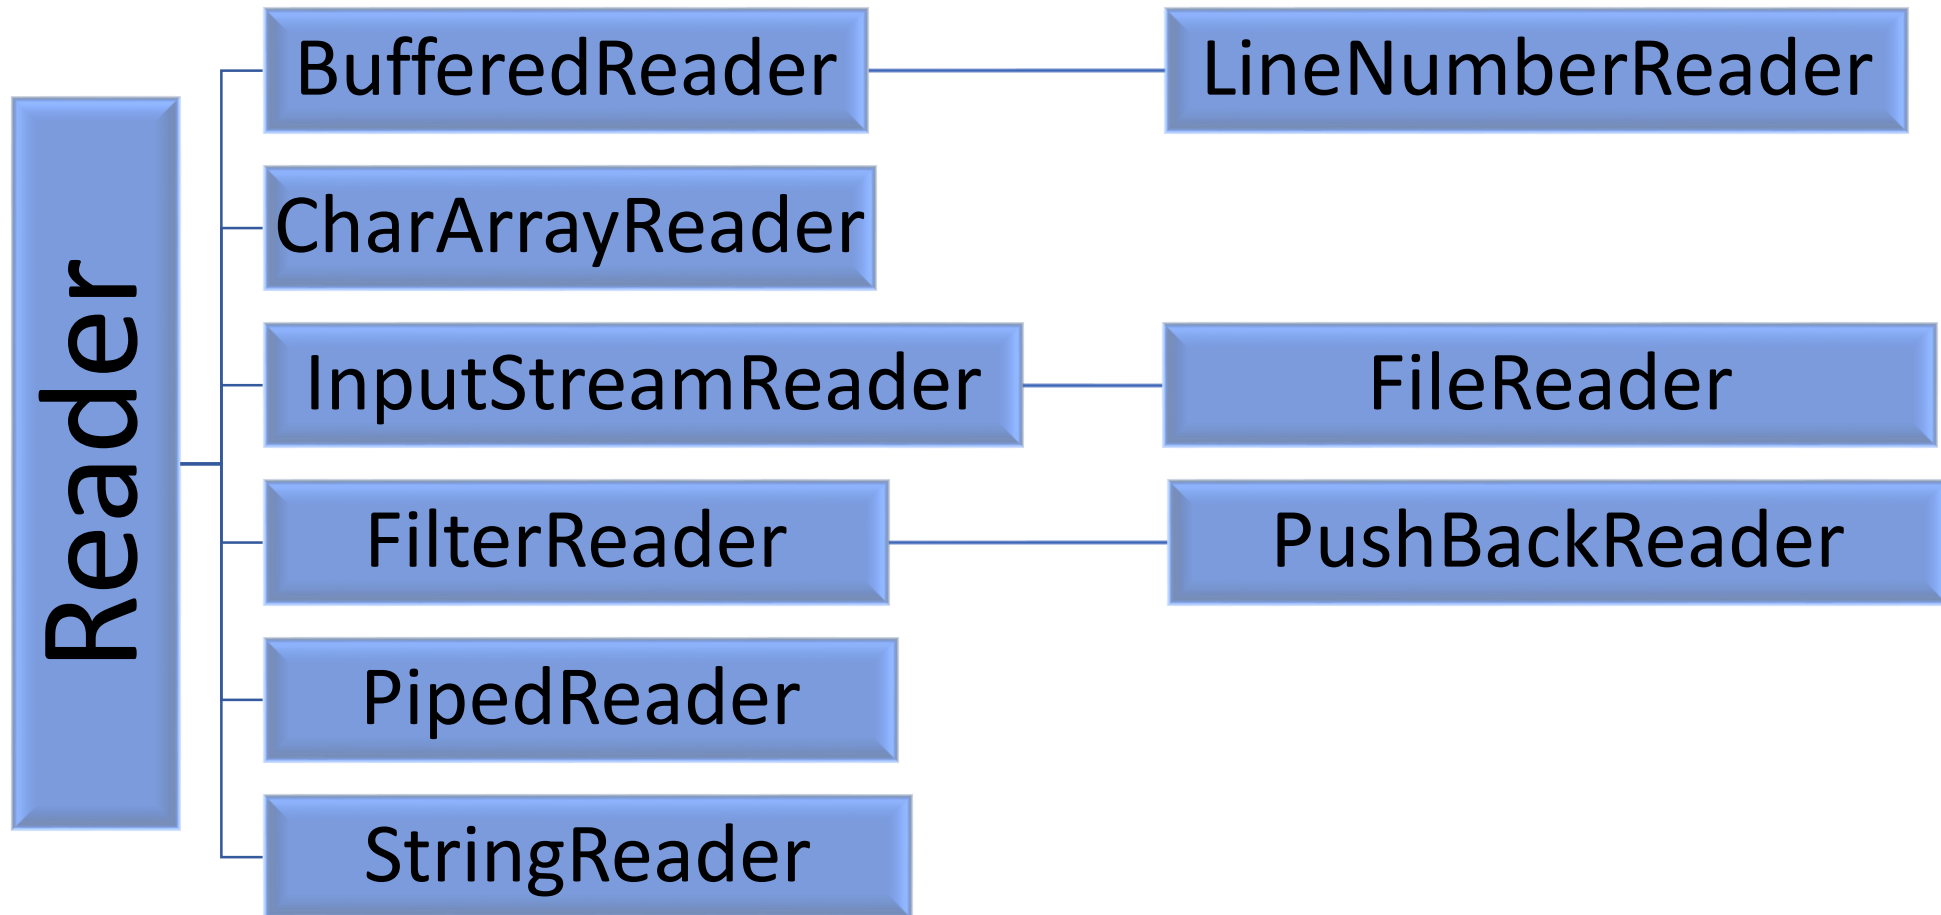 Reader
BufferedReader
LineNumberReader
CharArrayReader
InputStreamReader
FileReader
FilterReader
PushBackReader
PipedReader
StringReader